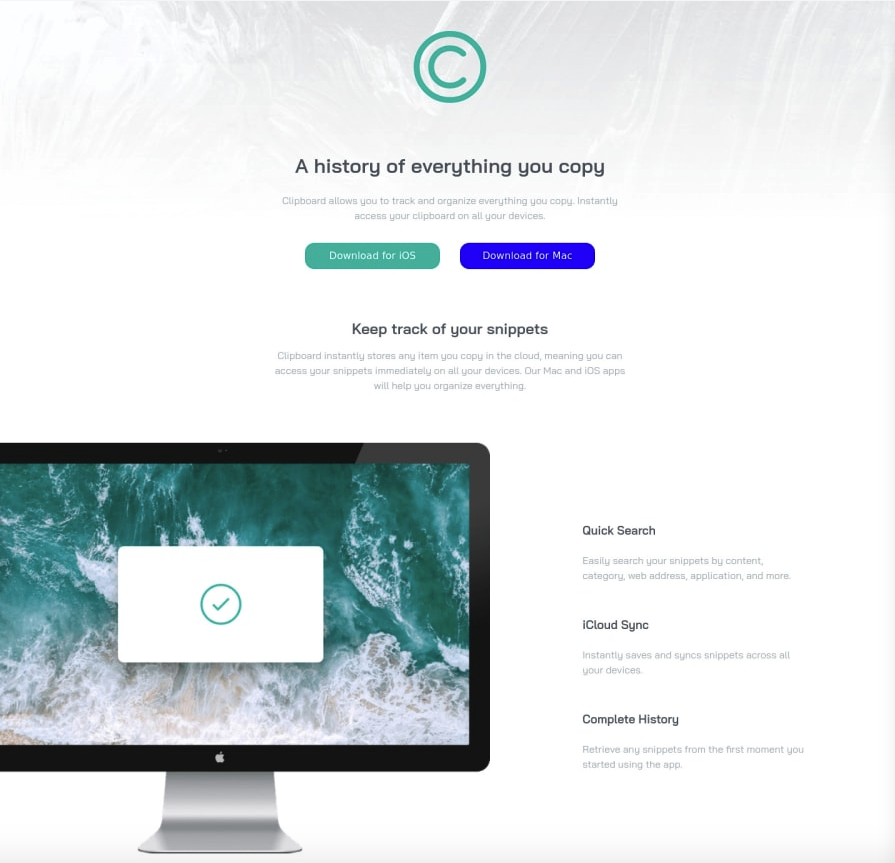 C
A history of everything you copy
Clipboard allows you to track and organize everything you copy. Instantly
access your clipboard on all your devices.
Download for iOS
Download for Mac
Keep track of your snippets
Clipboard instantly stores any item you copy in the cloud, meaning you can
access your snippets immediately on all your devices. Our Mac and iOS apps
will help you organize everything.
Quick Search
Easily search your snippets by content,
category, web address, application, and more.
iCloud Sync
Instantly saves and syncs snippets across all
your devices.
Complete History
Retrieve any snippets from the first moment you
started using the app.